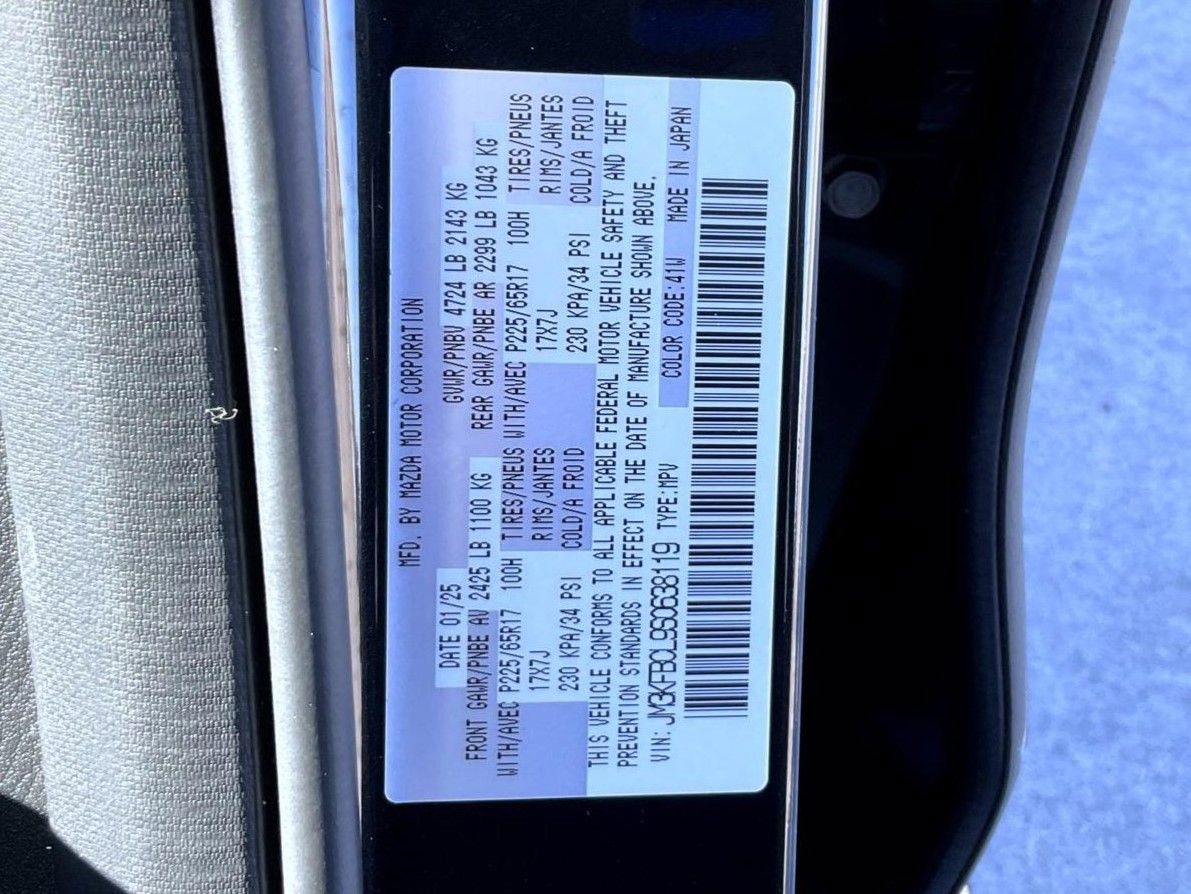 MFD. BY MAZDA MOTOR CORPORATION
DATE 01/25 GVWR/PNBV 4724 LB 2143 KG
FRONT GAWR/PNBE AV 2425 LB 1100 KG REAR GAWR/PNBE AR 2299 LB 1043 KG
WITH/AVEC P225/65R17 100H TIRES/PNEUS WITH/AVEC P225/65R17 100H TIRES/PNEUS
17X7J RIMS/JANTES 17X7J RIMS/JANTES
230 KPA/34 PSI COLD/A FROID 230 KPA/34 PSI COLD/A FROID
THIS VEHICLE CONFORMS TO ALL APPLICABLE FEDERAL MOTOR VEHICLE SAFETY AND THEFT
PREVENTION STANDARDS IN EFFECT ON THE DATE OF MANUFACTURE SHOWN ABOVE.
VIN: JM3KFBCL9S0638119 TYPE:MPV COLOR CODE:41W MADE IN JAPAN